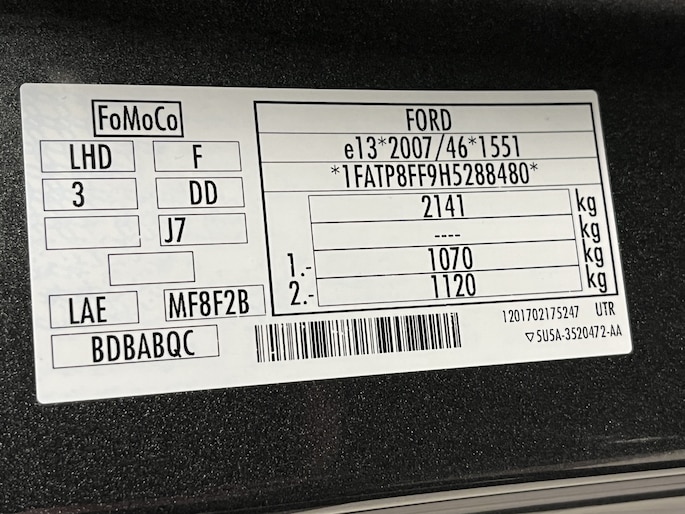 FoMoCo
LHD F
3 DD
J7
LAE MF8F2B
BDBABQC
FORD
e13*2007/46*1551
*1FATP8FF9H5288480*
2141 kg
---- kg
1.- 1070 kg
2.- 1120 kg
1201702175247 UTR
▽5U5A-3520472-AA